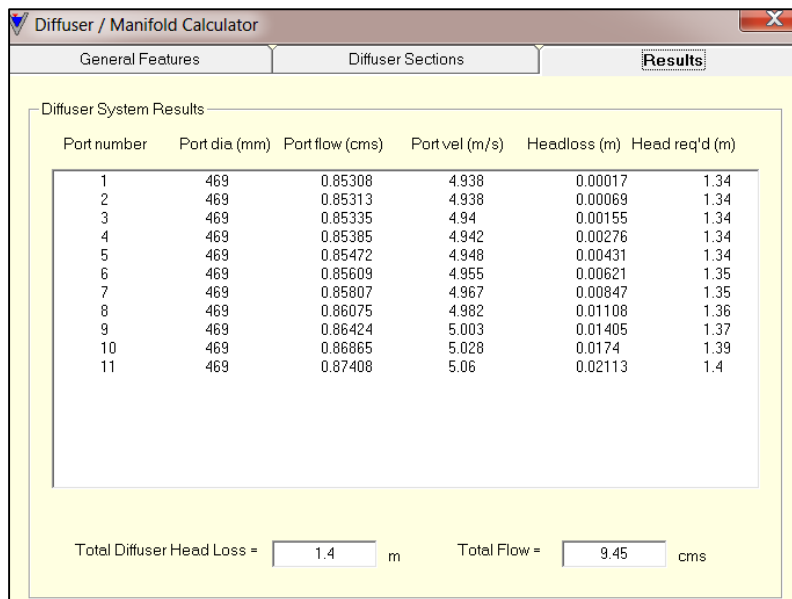 Diffuser / Manifold Calculator X
General Features Diffuser Sections Results
Diffuser System Results
Port number Port dia (mm) Port flow (cms) Port vel (m/s) Headloss (m) Head req'd (m)
1 469 0.85308 4.938 0.00017 1.34
2 469 0.85313 4.938 0.00069 1.34
3 469 0.85335 4.94 0.00155 1.34
4 469 0.85385 4.942 0.00276 1.34
5 469 0.85472 4.948 0.00431 1.34
6 469 0.85609 4.955 0.00621 1.35
7 469 0.85807 4.967 0.00847 1.35
8 469 0.86075 4.982 0.01108 1.36
9 469 0.86424 5.003 0.01405 1.37
10 469 0.86865 5.028 0.0174 1.39
11 469 0.87408 5.06 0.02113 1.4
Total Diffuser Head Loss = 1.4 m Total Flow = 9.45 cms